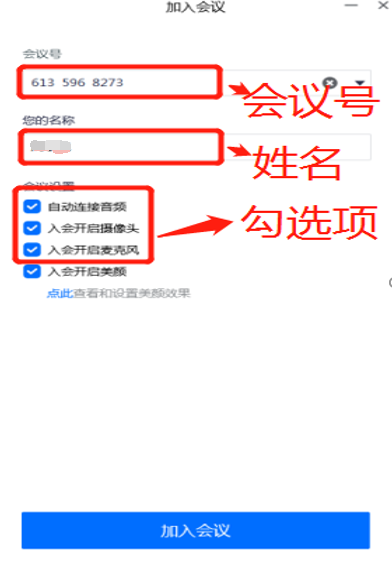 加入会议
会议号
613 596 8273
会议号
您的名称
姓名
会议设置
自动连接音频
入会开启摄像头
勾选项
入会开启麦克风
入会开启美颜
点此查看和设置美颜效果
加入会议